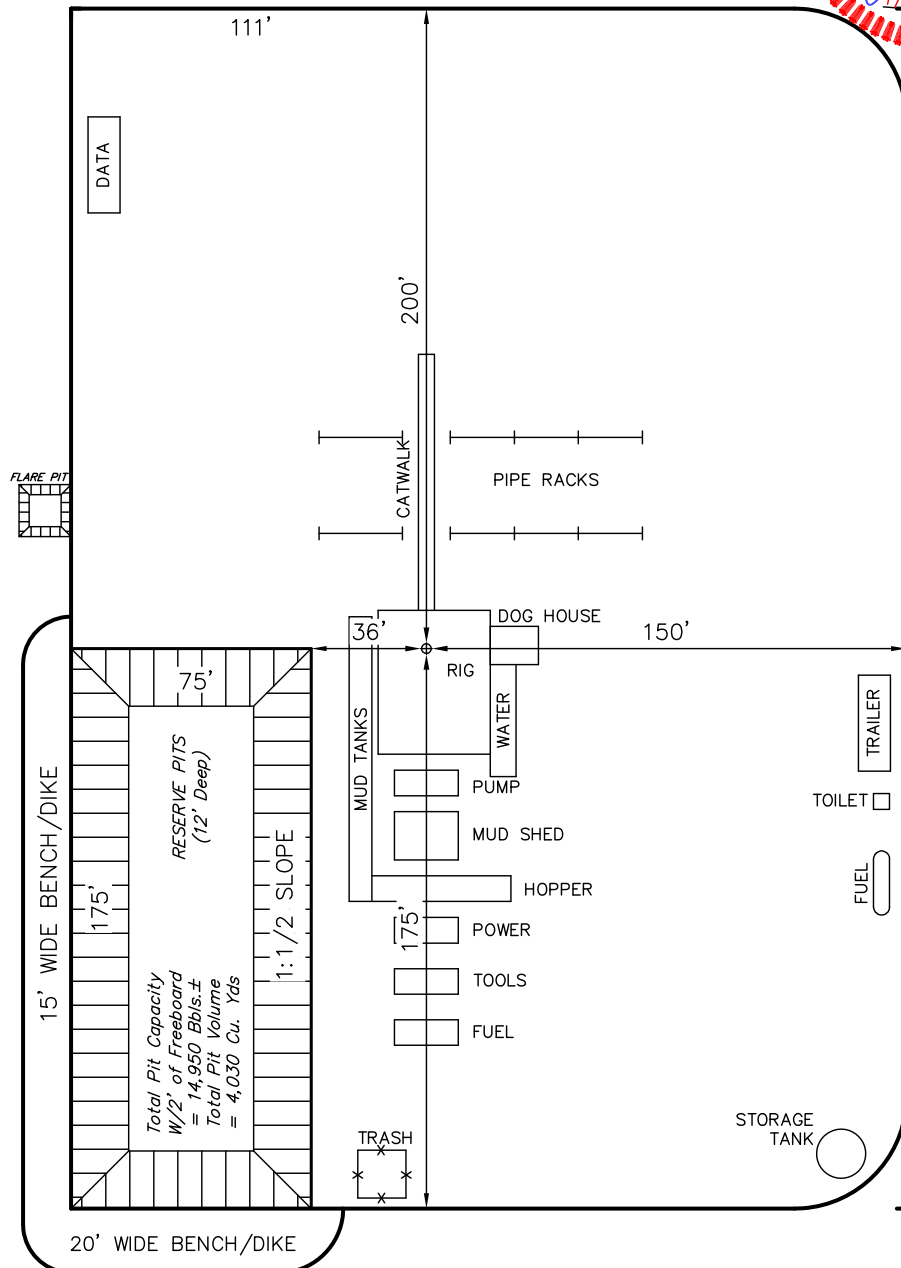 111'
DATA
200'
FLARE PIT
CATWALK
PIPE RACKS
DOG HOUSE
36'
150'
RIG
75'
MUD TANKS
WATER
TRAILER
RESERVE PITS
(12' Deep)
PUMP
TOILET
MUD SHED
15' WIDE BENCH/DIKE
175'
1:1/2 SLOPE
HOPPER
FUEL
175'
POWER
TOOLS
FUEL
Total Pit Capacity
W/2' of Freeboard
= 14,950 Bbls.±
Total Pit Volume
= 4,030 Cu. Yds
TRASH
STORAGE
TANK
20' WIDE BENCH/DIKE